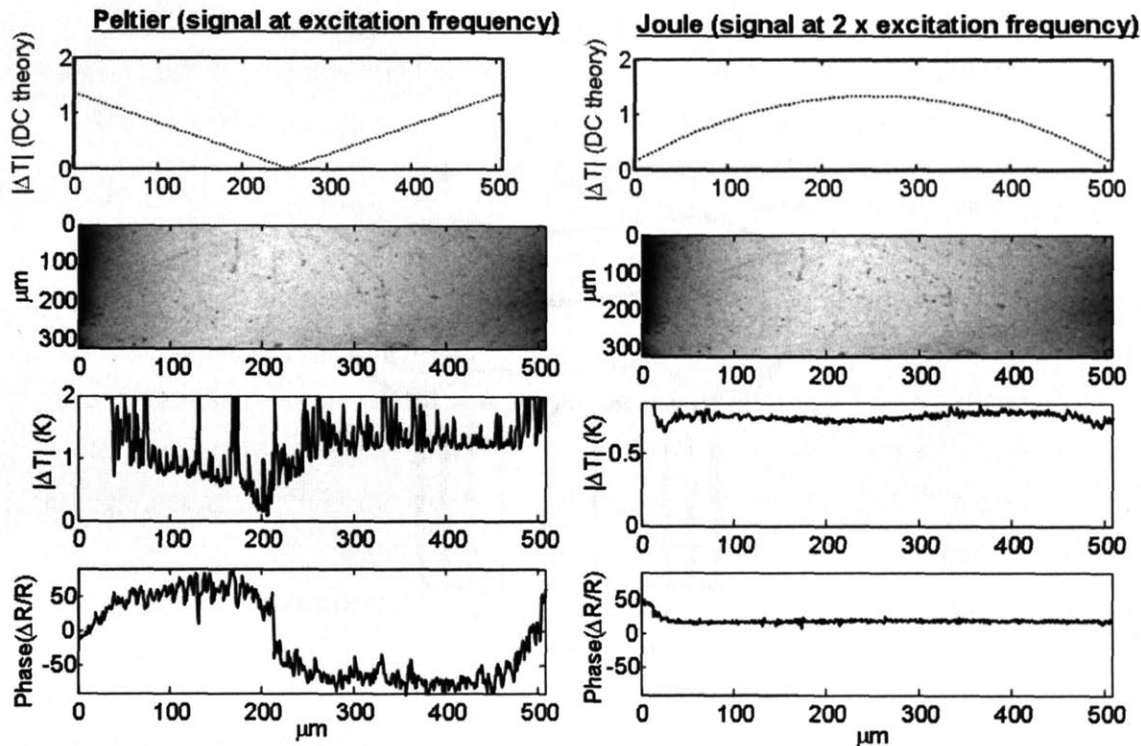 Peltier (signal at excitation frequency)
|ΔT| (DC theory)
2
1
0
0 100 200 300 400 500
µm
0
100
200
300
0 100 200 300 400 500
|ΔT| (K)
2
1
0
0 100 200 300 400 500
Phase(ΔR/R)
50
0
-50
0 100 200 300 400 500
µm
Joule (signal at 2 x excitation frequency)
|ΔT| (DC theory)
2
1
0
0 100 200 300 400 500
0
100
200
300
0 100 200 300 400 500
|ΔT| (K)
0.5
0
0 100 200 300 400 500
Phase(ΔR/R)
50
0
-50
0 100 200 300 400 500
µm